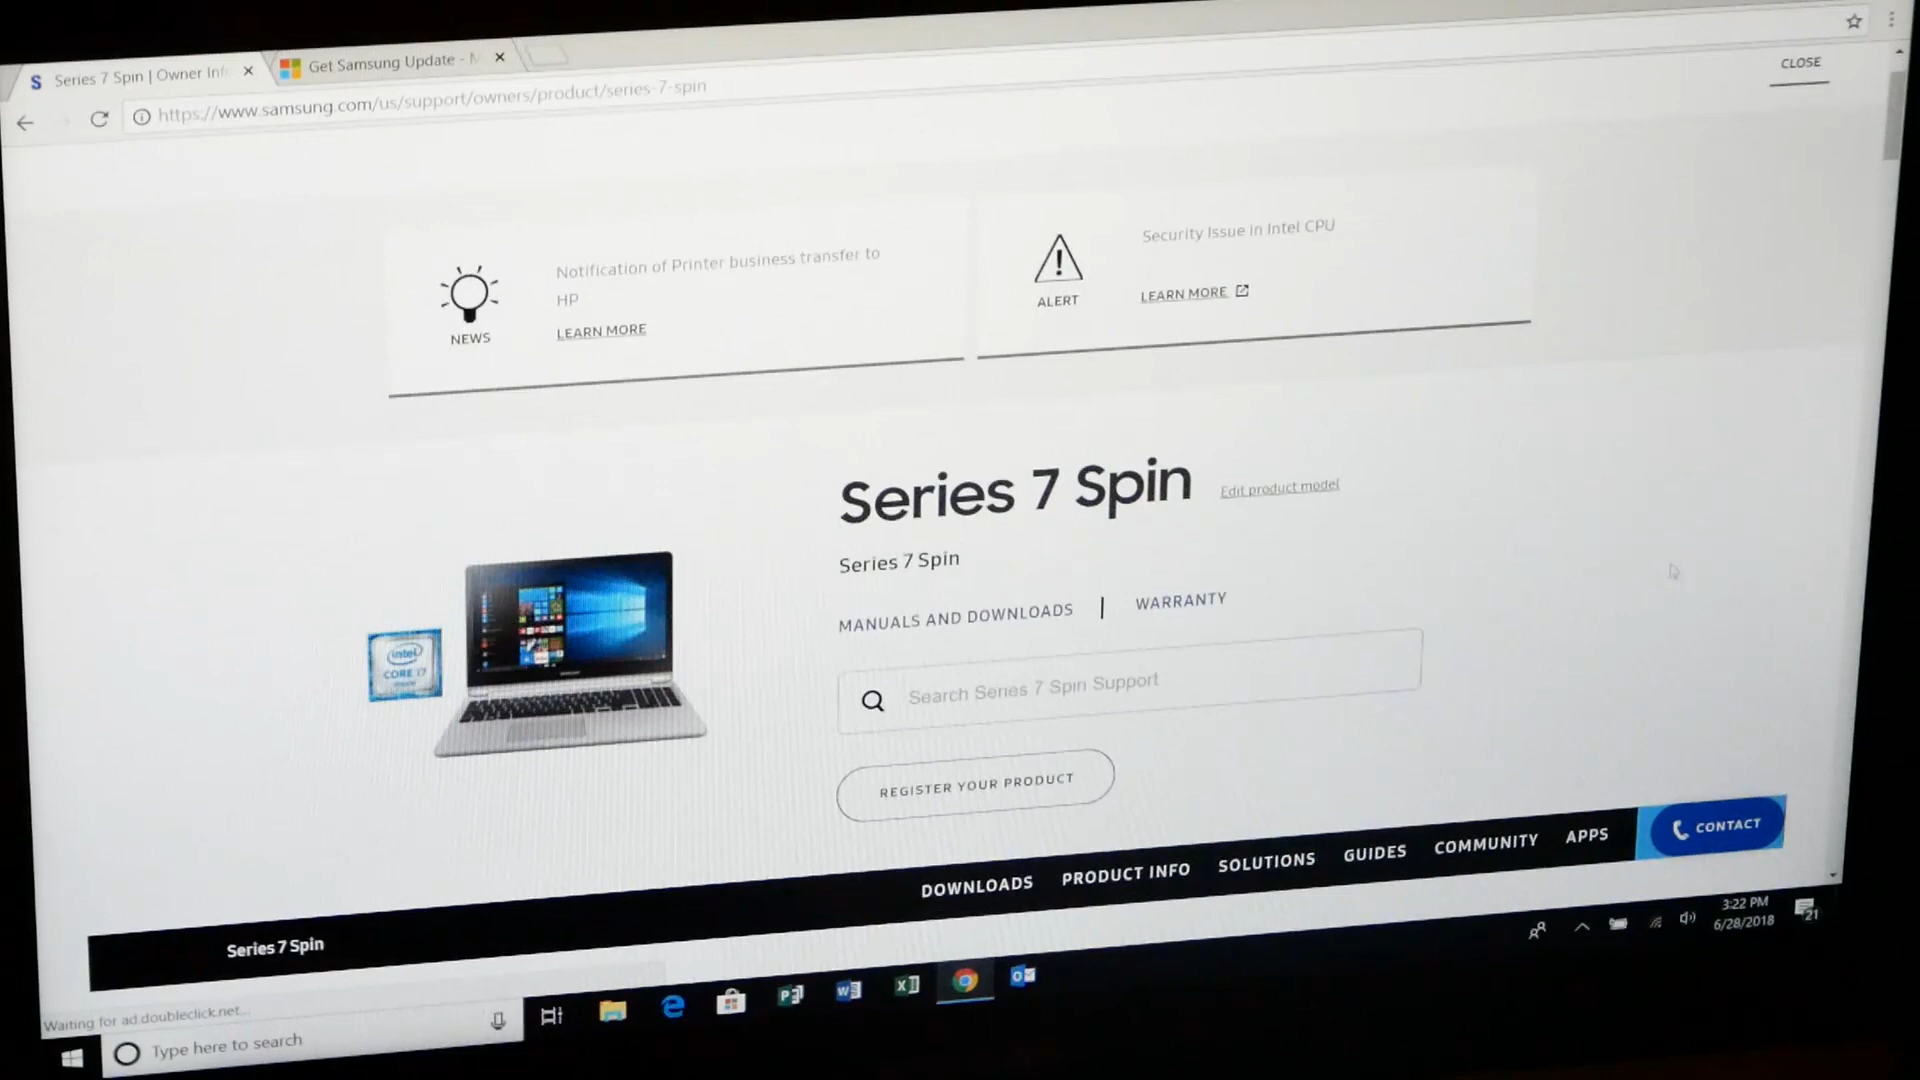 Series 7 Spin | Owner Inf
Get Samsung Update - M
https://www.samsung.com/us/support/owners/product/series-7-spin
CLOSE
Notification of Printer business transfer to
HP
NEWS
LEARN MORE
Security Issue in Intel CPU
ALERT
LEARN MORE
Series 7 Spin
Edit product model
Series 7 Spin
MANUALS AND DOWNLOADS | WARRANTY
Search Series 7 Spin Support
REGISTER YOUR PRODUCT
intel
CORE i7
inside
SAMSUNG
Series 7 Spin
DOWNLOADS PRODUCT INFO SOLUTIONS GUIDES COMMUNITY APPS
CONTACT
Waiting for ad.doubleclick.net...
Type here to search
3:22 PM
6/28/2018
21